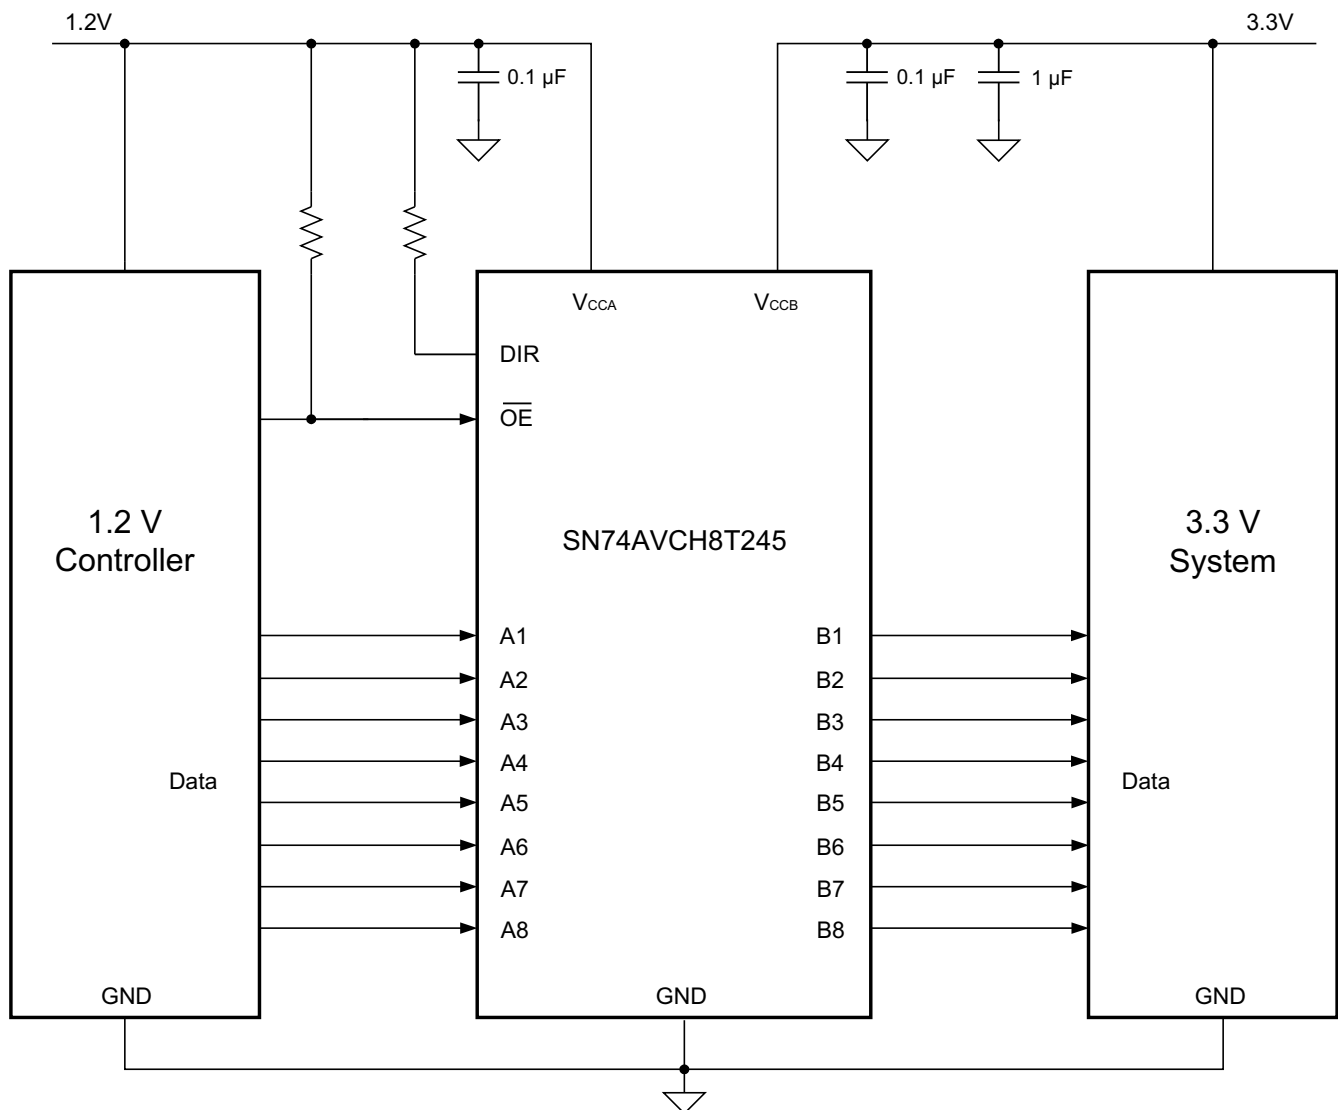 1.2V
3.3V
0.1 µF
0.1 µF
1 µF
VCCA
VCCB
DIR
O̅E̅
1.2 V
Controller
SN74AVCH8T245
3.3 V
System
A1
B1
A2
B2
A3
B3
A4
B4
Data
Data
A5
B5
A6
B6
A7
B7
A8
B8
GND
GND
GND